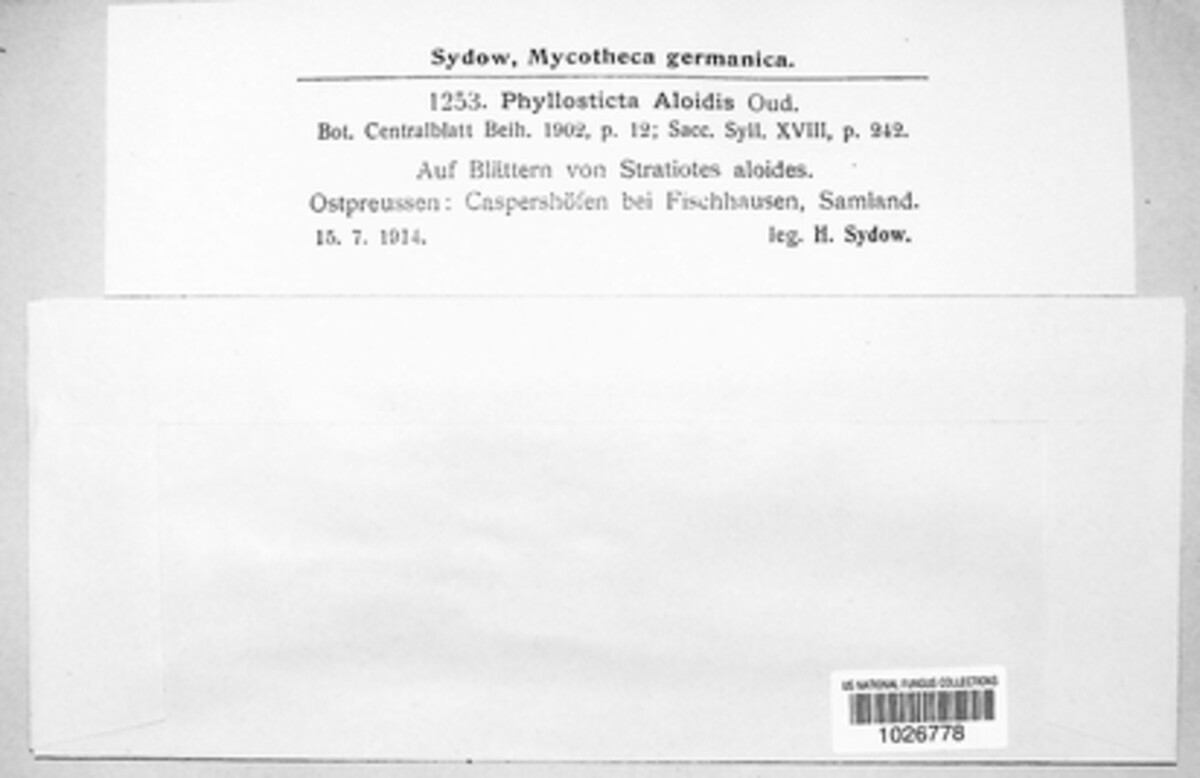 Sydow, Mycotheca germanica.
1253. Phyllosticta Aloidis Oud.
Bot. Centralblatt Beih. 1902, p. 12; Sacc. Syll. XVIII, p. 242.
Auf Blättern von Stratiotes aloides.
Ostpreussen: Caspershöfen bei Fischhausen, Samland.
15. 7. 1914. leg. H. Sydow.
US NATIONAL FUNGUS COLLECTIONS
1026778